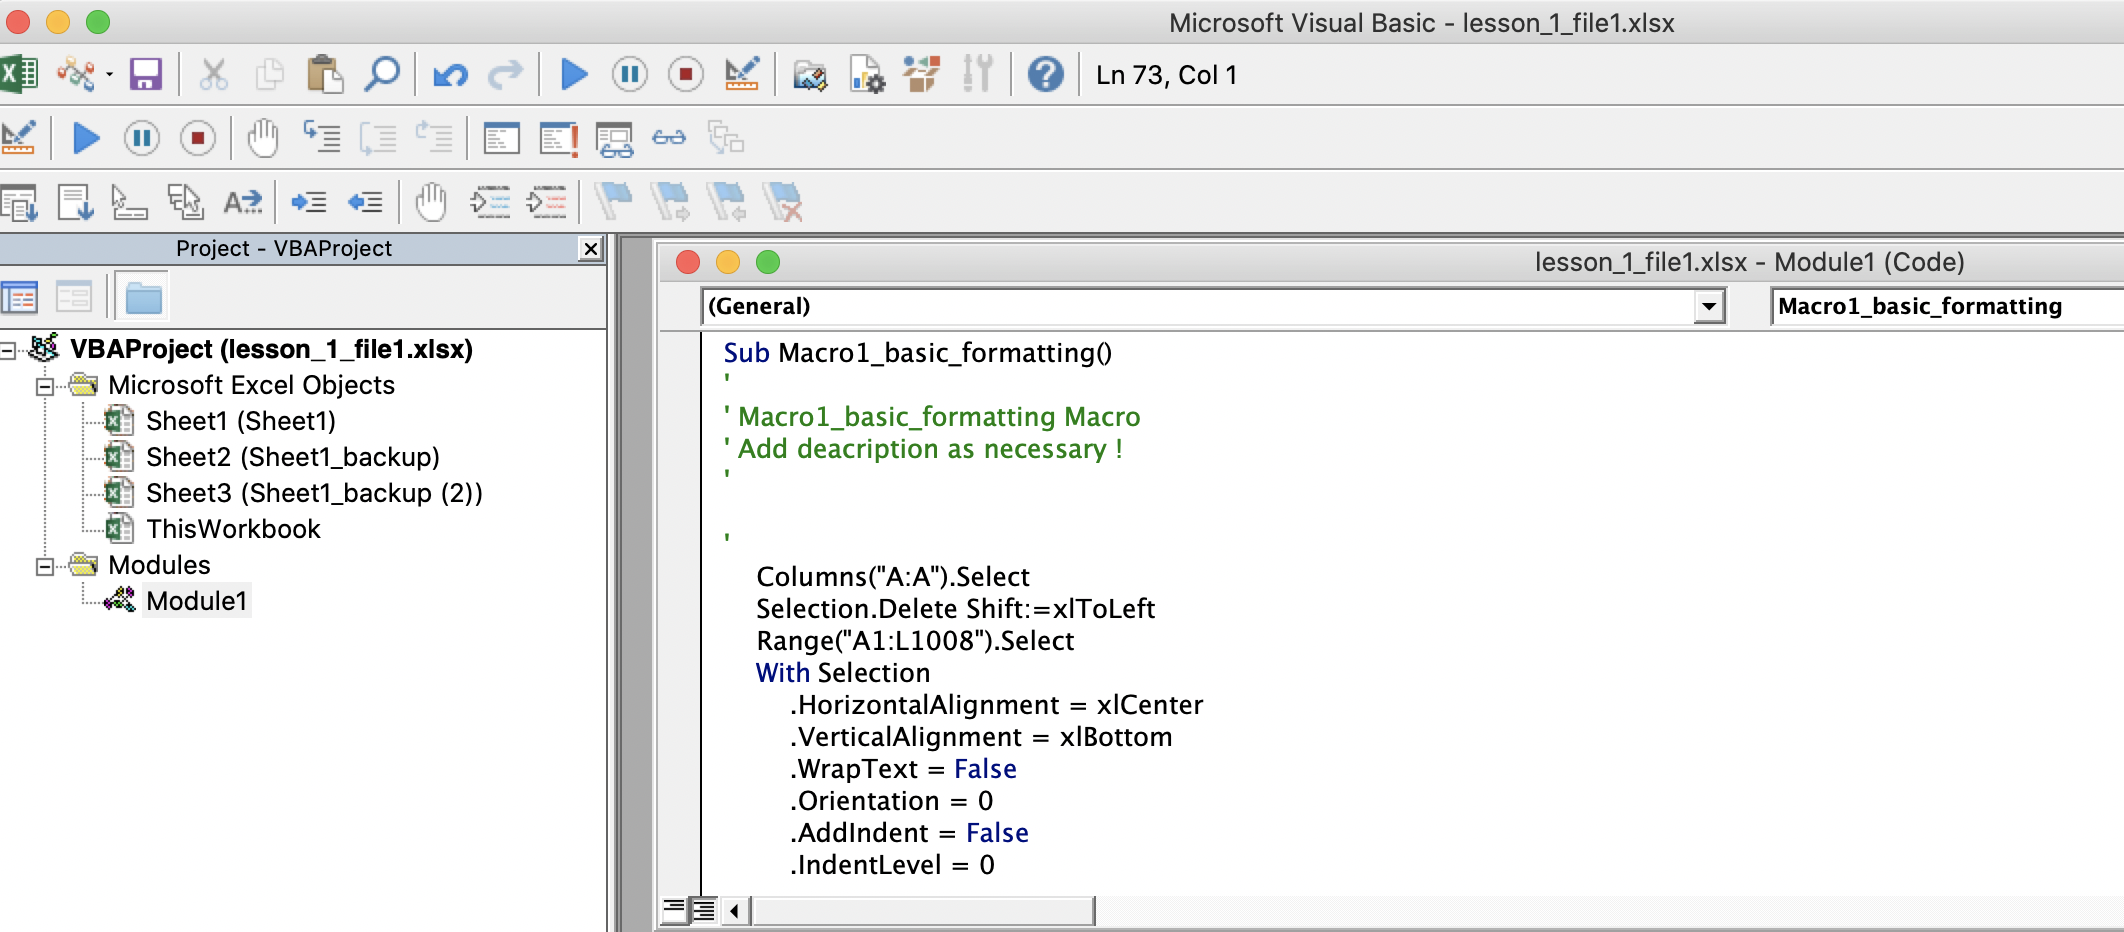 Microsoft Visual Basic - lesson_1_file1.xlsx
Ln 73, Col 1
Project - VBAProject
lesson_1_file1.xlsx - Module1 (Code)
(General)
Macro1_basic_formatting
VBAProject (lesson_1_file1.xlsx)
Microsoft Excel Objects
Sheet1 (Sheet1)
Sheet2 (Sheet1_backup)
Sheet3 (Sheet1_backup (2))
ThisWorkbook
Modules
Module1
Sub Macro1_basic_formatting()
'
' Macro1_basic_formatting Macro
' Add deacription as necessary !
'
'
Columns("A:A").Select
Selection.Delete Shift:=xlToLeft
Range("A1:L1008").Select
With Selection
.HorizontalAlignment = xlCenter
.VerticalAlignment = xlBottom
.WrapText = False
.Orientation = 0
.AddIndent = False
.IndentLevel = 0